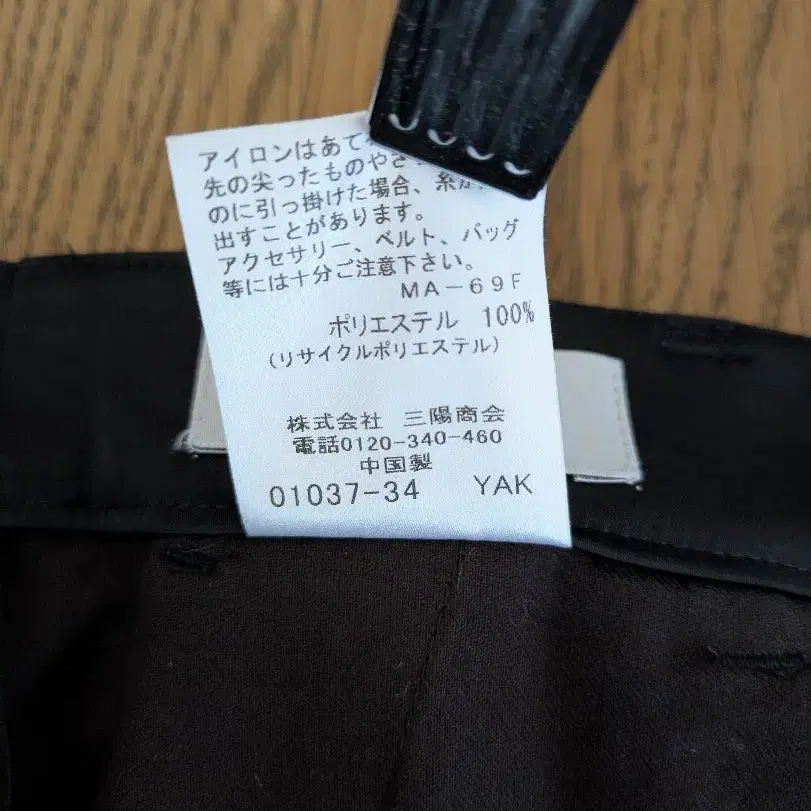 アイロンはあて
先の尖ったものやざ
のに引っ掛けた場合、糸が
出すことがあります。
アクセサリー、ベルト、バッグ
等には十分ご注意下さい。
MA-69F
ポリエステル 100%
(リサイクルポリエステル)
株式会社 三陽商会
電話0120-340-460
中国製
01037-34 YAK